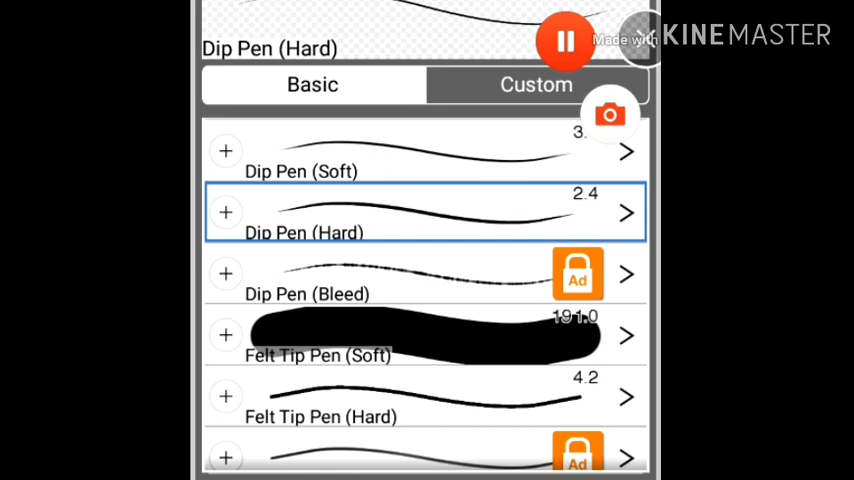 Dip Pen (Hard)
Made with KINEMASTER
Basic Custom
3.
Dip Pen (Soft)
2.4
Dip Pen (Hard)
Dip Pen (Bleed)
Ad
191.0
Felt Tip Pen (Soft)
4.2
Felt Tip Pen (Hard)
Ad